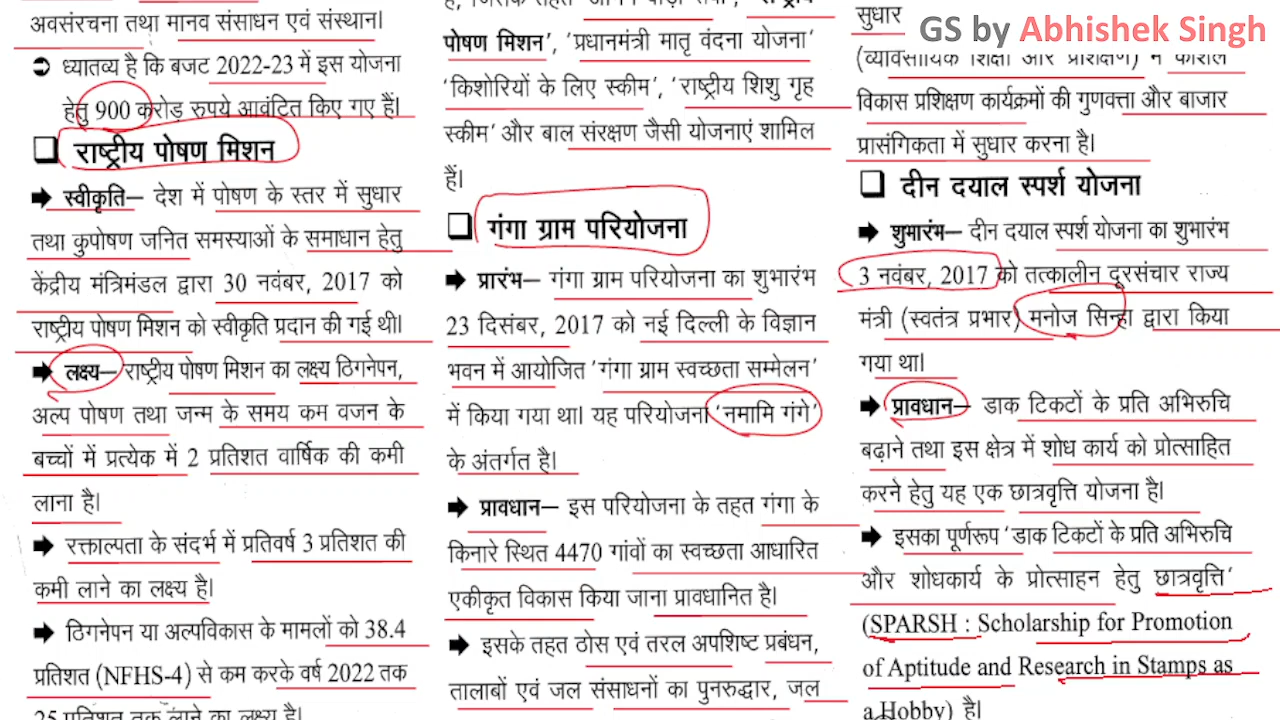 अवसंरचना तथा मानव संसाधन एवं संस्थान।
ध्यातव्य है कि बजट 2022-23 में इस योजना
हेतु 900 करोड़ रुपये आवंटित किए गए हैं।
राष्ट्रीय पोषण मिशन
स्वीकृति– देश में पोषण के स्तर में सुधार
तथा कुपोषण जनित समस्याओं के समाधान हेतु
केंद्रीय मंत्रिमंडल द्वारा 30 नवंबर, 2017 को
राष्ट्रीय पोषण मिशन को स्वीकृति प्रदान की गई थी।
लक्ष्य– राष्ट्रीय पोषण मिशन का लक्ष्य ठिगनेपन,
अल्प पोषण तथा जन्म के समय कम वजन के
बच्चों में प्रत्येक में 2 प्रतिशत वार्षिक की कमी
लाना है।
रक्ताल्पता के संदर्भ में प्रतिवर्ष 3 प्रतिशत की
कमी लाने का लक्ष्य है।
ठिगनेपन या अल्पविकास के मामलों को 38.4
प्रतिशत (NFHS-4) से कम करके वर्ष 2022 तक
25 प्रतिशत तक लाने का लक्ष्य है।
पोषण मिशन’, ‘प्रधानमंत्री मातृ वंदना योजना’
‘किशोरियों के लिए स्कीम’, ‘राष्ट्रीय शिशु गृह
स्कीम’ और बाल संरक्षण जैसी योजनाएं शामिल
हैं।
गंगा ग्राम परियोजना
प्रारंभ– गंगा ग्राम परियोजना का शुभारंभ
23 दिसंबर, 2017 को नई दिल्ली के विज्ञान
भवन में आयोजित ‘गंगा ग्राम स्वच्छता सम्मेलन’
में किया गया था। यह परियोजना ‘नमामि गंगे’
के अंतर्गत है।
प्रावधान– इस परियोजना के तहत गंगा के
किनारे स्थित 4470 गांवों का स्वच्छता आधारित
एकीकृत विकास किया जाना प्रावधानित है।
इसके तहत ठोस एवं तरल अपशिष्ट प्रबंधन,
तालाबों एवं जल संसाधनों का पुनरुद्धार, जल
GS by Abhishek Singh
सुधार
(व्यावसायिक शिक्षा और प्रशिक्षण) में कौशल
विकास प्रशिक्षण कार्यक्रमों की गुणवत्ता और बाजार
प्रासंगिकता में सुधार करना है।
दीन दयाल स्पर्श योजना
शुभारंभ– दीन दयाल स्पर्श योजना का शुभारंभ
3 नवंबर, 2017 को तत्कालीन दूरसंचार राज्य
मंत्री (स्वतंत्र प्रभार) मनोज सिन्हा द्वारा किया
गया था।
प्रावधान– डाक टिकटों के प्रति अभिरुचि
बढ़ाने तथा इस क्षेत्र में शोध कार्य को प्रोत्साहित
करने हेतु यह एक छात्रवृत्ति योजना है।
इसका पूर्णरूप ‘डाक टिकटों के प्रति अभिरुचि
और शोधकार्य के प्रोत्साहन हेतु छात्रवृत्ति’
(SPARSH : Scholarship for Promotion
of Aptitude and Research in Stamps as
a Hobby) है।